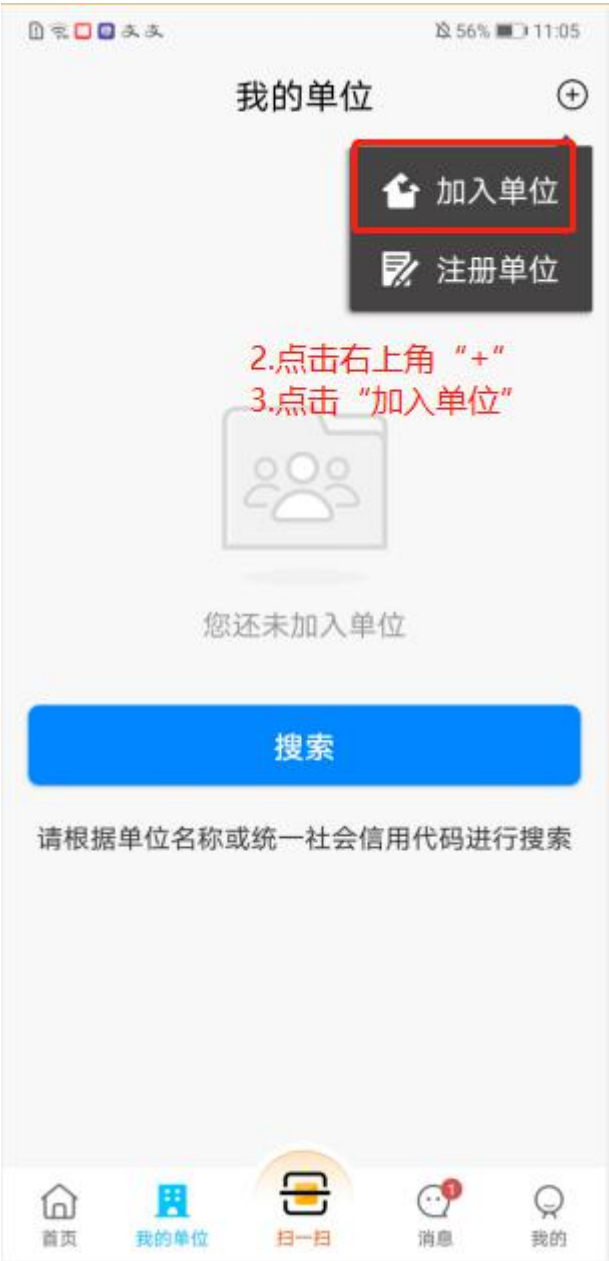 56% 11:05
我的单位
加入单位
注册单位
2.点击右上角“+”
3.点击“加入单位”
您还未加入单位
搜索
请根据单位名称或统一社会信用代码进行搜索
1
首页 我的单位 扫一扫 消息 我的